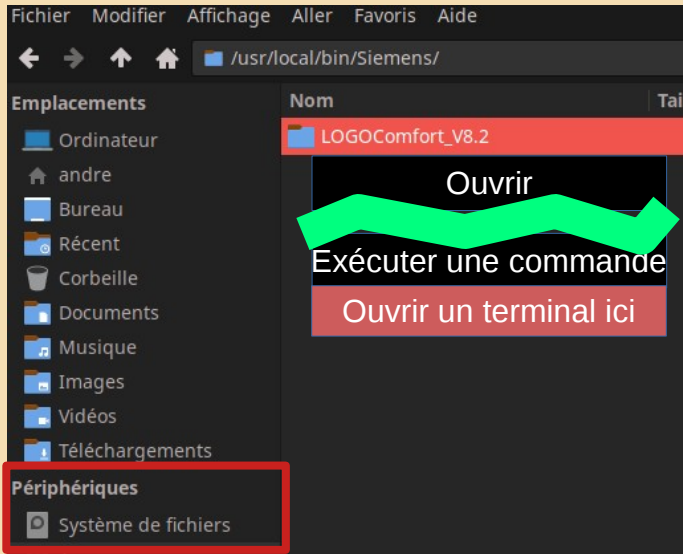 Fichier Modifier Affichage Aller Favoris Aide
/usr/local/bin/Siemens/
Emplacements
Ordinateur
andre
Bureau
Récent
Corbeille
Documents
Musique
Images
Vidéos
Téléchargements
Périphériques
Système de fichiers
Nom Tai
LOGOComfort_V8.2
Ouvrir
Exécuter une commande
Ouvrir un terminal ici